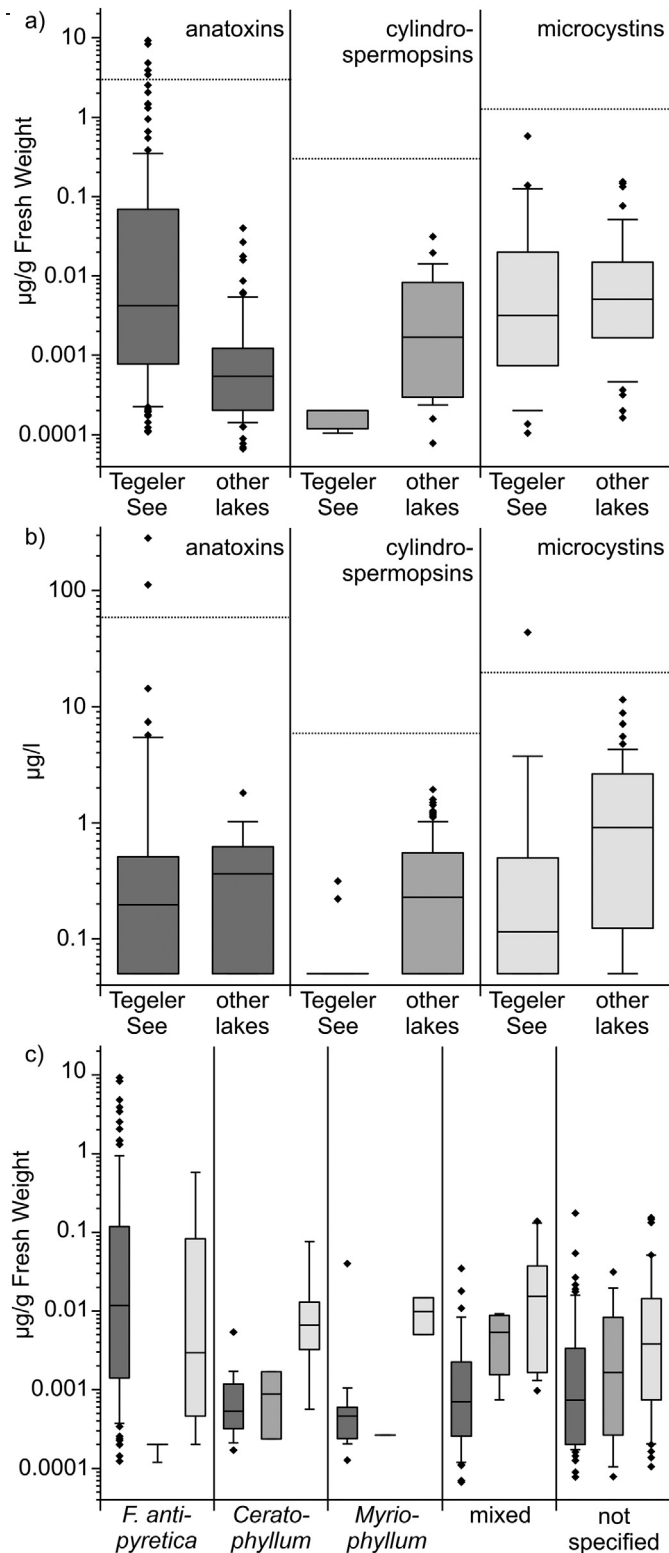 a)
anatoxins
cylindro-
spermopsins
microcystins
10
1
0.1
0.01
0.001
0.0001
µg/g Fresh Weight
Tegeler
See
other
lakes
Tegeler
See
other
lakes
Tegeler
See
other
lakes
b)
anatoxins
cylindro-
spermopsins
microcystins
100
10
1
0.1
µg/l
Tegeler
See
other
lakes
Tegeler
See
other
lakes
Tegeler
See
other
lakes
c)
10
1
0.1
0.01
0.001
0.0001
µg/g Fresh Weight
F. anti-
pyretica
Cerato-
phyllum
Myrio-
phyllum
mixed
not
specified